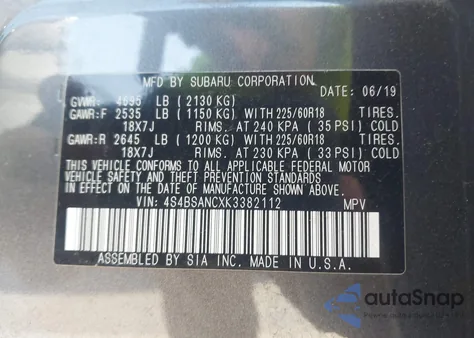 MFD BY SUBARU CORPORATION
DATE: 06/19
GVWR: 4695 LB (2130 KG)
GAWR:F 2535 LB (1150 KG) WITH 225/60R18 TIRES.
18X7J RIMS. AT 240 KPA (35 PSI) COLD
GAWR:R 2645 LB (1200 KG) WITH 225/60R18 TIRES.
18X7J RIMS. AT 230 KPA (33 PSI) COLD
THIS VEHICLE CONFORMS TO ALL APPLICABLE FEDERAL MOTOR
VEHICLE SAFETY AND THEFT PREVENTION STANDARDS
IN EFFECT ON THE DATE OF MANUFACTURE SHOWN ABOVE.
VIN: 4S4BSANCXK3382112 MPV
ASSEMBLED BY SIA INC. MADE IN U.S.A.
autoSnap